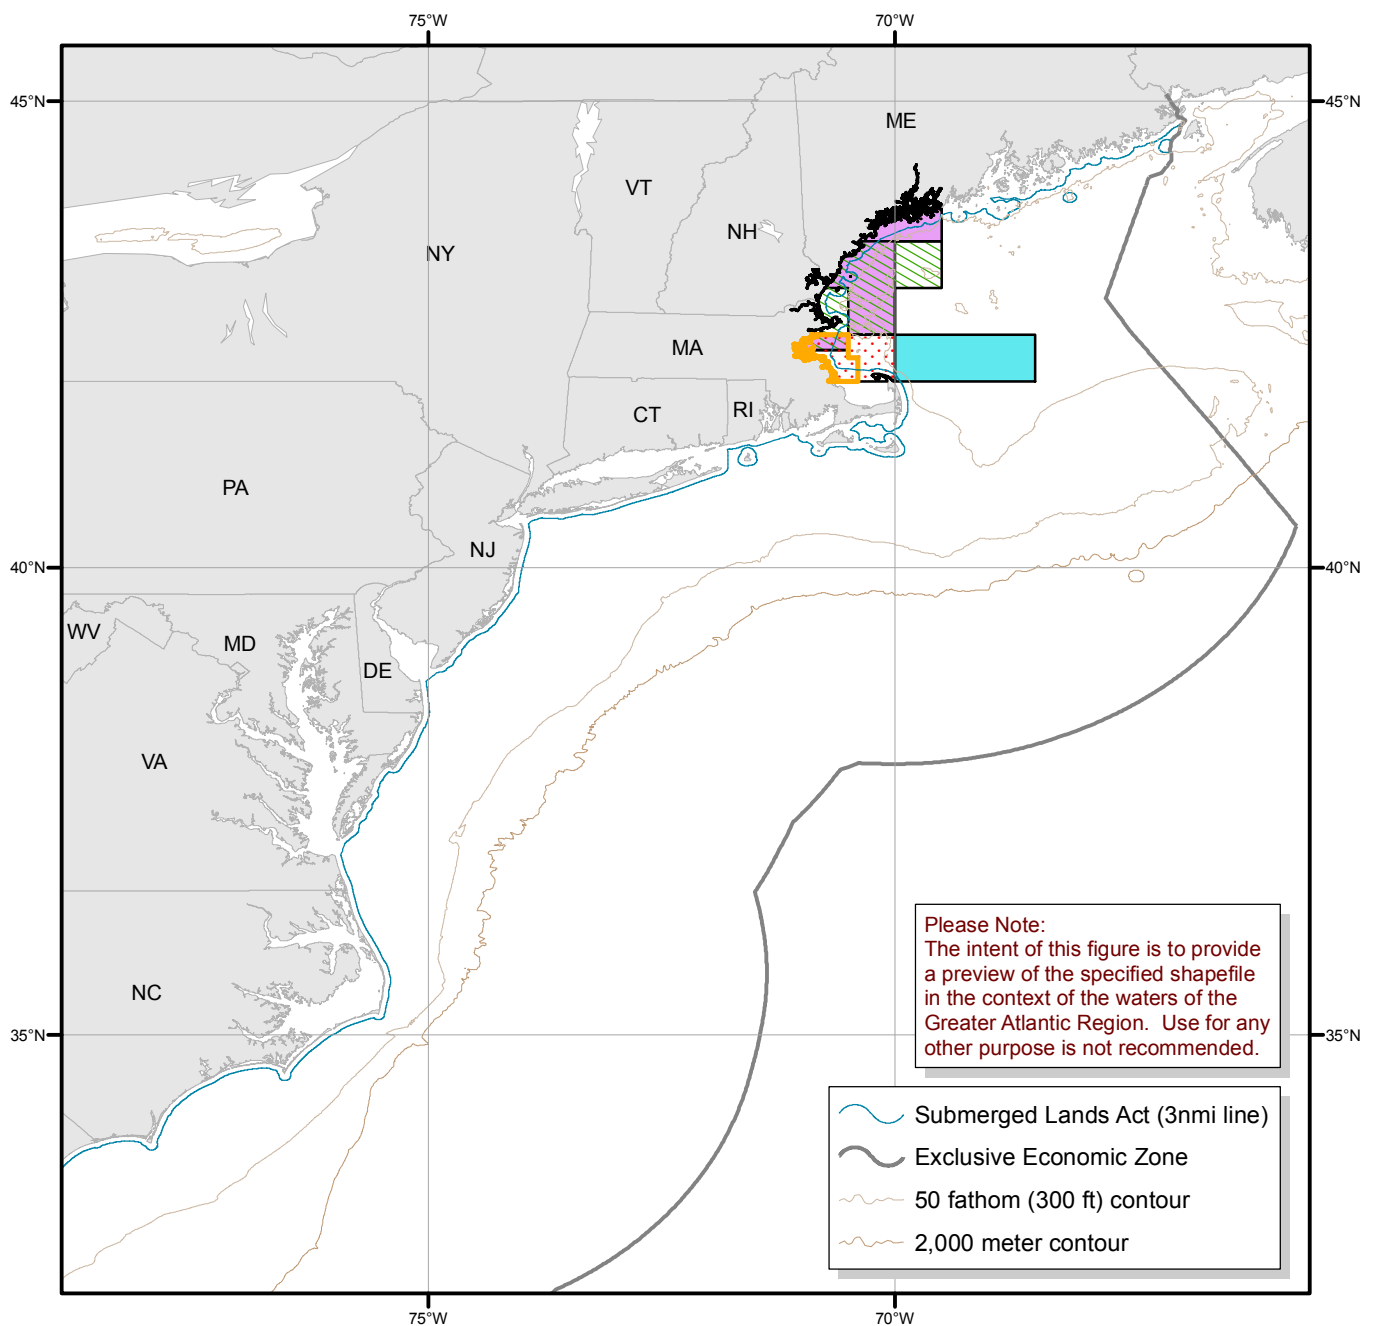 75°W
70°W
45°N
45°N
ME
VT
NH
NY
MA
CT
RI
PA
NJ
40°N
40°N
WV
MD
DE
VA
NC
35°N
35°N
Please Note:
The intent of this figure is to provide
a preview of the specified shapefile
in the context of the waters of the
Greater Atlantic Region. Use for any
other purpose is not recommended.
Submerged Lands Act (3nmi line)
Exclusive Economic Zone
50 fathom (300 ft) contour
2,000 meter contour
75°W
70°W